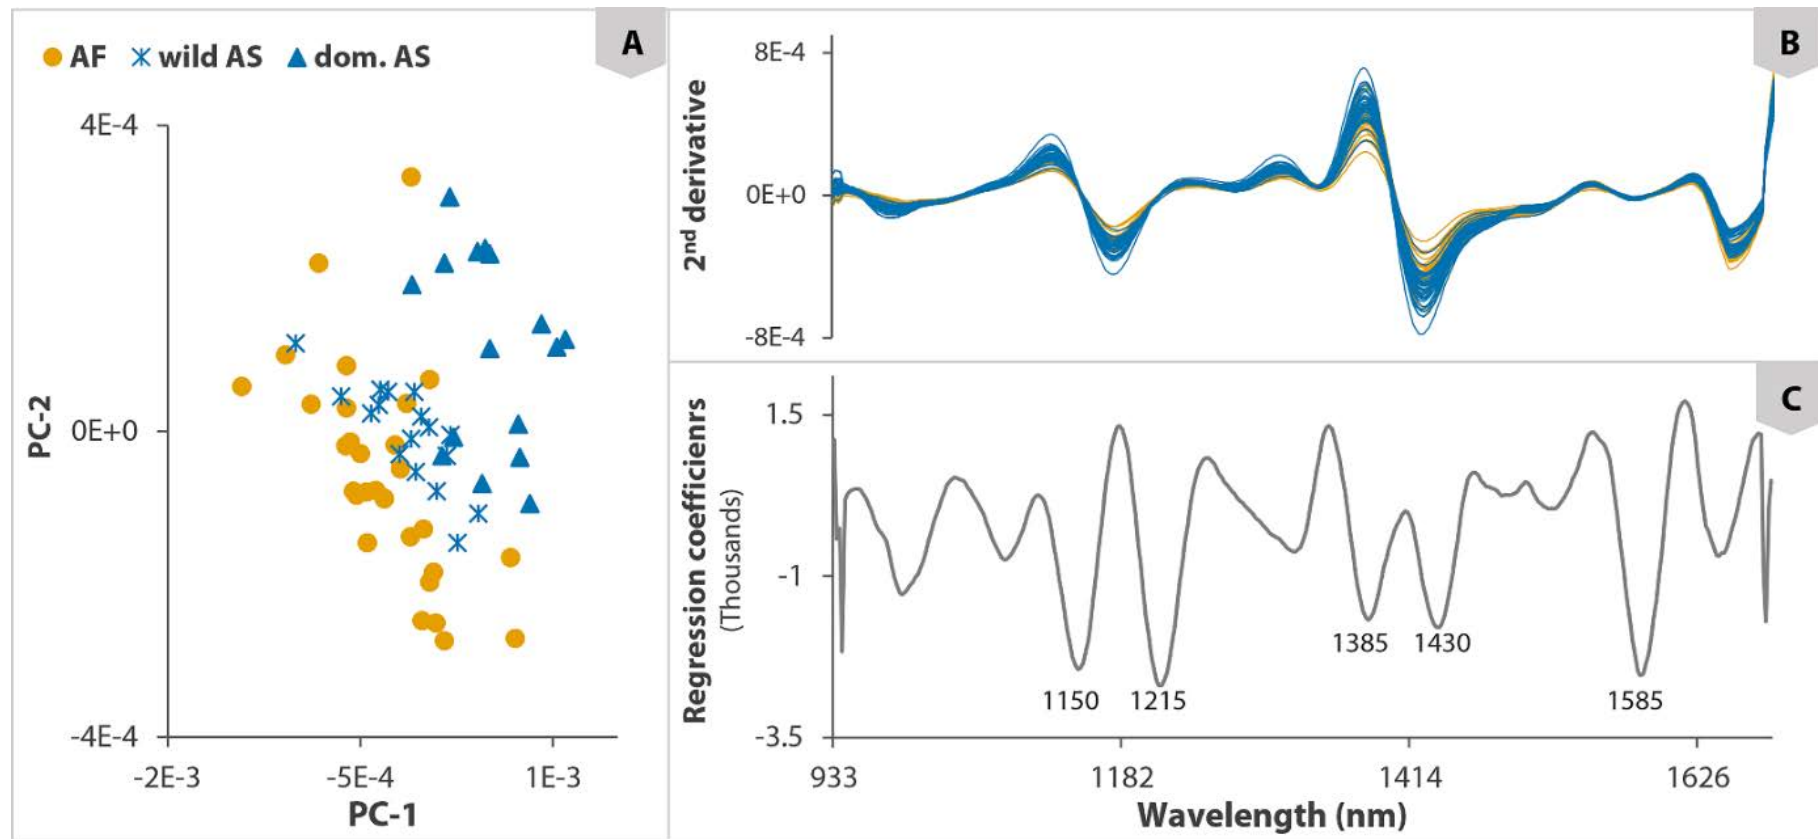 AF wild AS dom. AS
A
4E-4
0E+0
-4E-4
PC-2
-2E-3 -5E-4 1E-3
PC-1
B
8E-4
0E+0
-8E-4
2nd derivative
C
1.5
-1
-3.5
Regression coefficienrs
(Thousands)
1385 1430
1150 1215 1585
933 1182 1414 1626
Wavelength (nm)